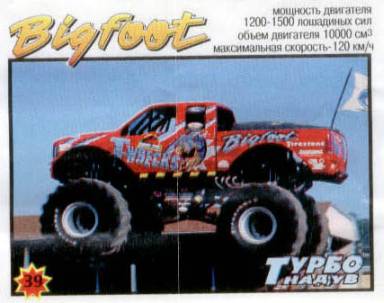 Bigfoot
мощность двигателя
1200-1500 лошадиных сил
объем двигателя 10000 см³
максимальная скорость-120 км/ч
Bigfoot
Firestone
39
ТУРБО
НАДУВ